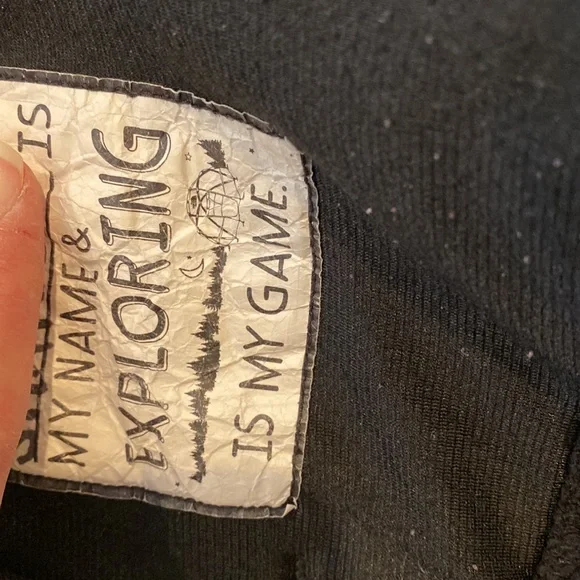 IS
MY NAME &
EXPLORING
IS MY GAME.